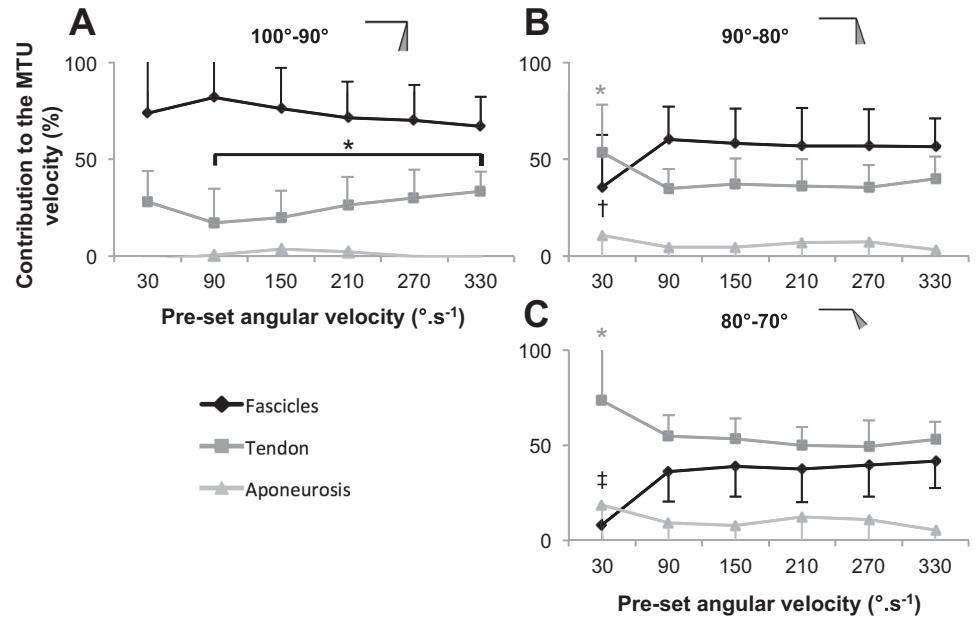 A
100°-90°
Contribution to the MTU
velocity (%)
100
50
0
*
30 90 150 210 270 330
Pre-set angular velocity (°.s-1)
B
90°-80°
100
50
0
*
†
30 90 150 210 270 330
C
80°-70°
100
50
0
*
‡
30 90 150 210 270 330
Pre-set angular velocity (°.s-1)
Fascicles
Tendon
Aponeurosis